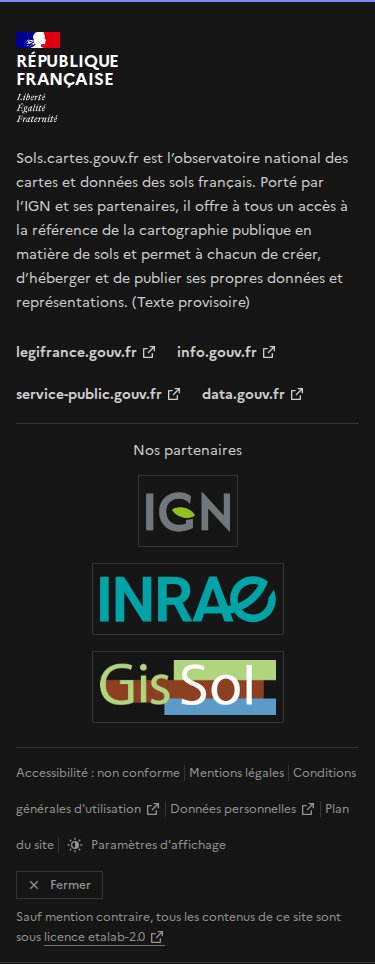 RÉPUBLIQUE
FRANÇAISE
Liberté
Égalité
Fraternité
Sols.cartes.gouv.fr est l’observatoire national des
cartes et données des sols français. Porté par
l’IGN et ses partenaires, il offre à tous un accès à
la référence de la cartographie publique en
matière de sols et permet à chacun de créer,
d’héberger et de publier ses propres données et
représentations. (Texte provisoire)
legifrance.gouv.fr info.gouv.fr
service-public.gouv.fr data.gouv.fr
Nos partenaires
IGN
INRAE
GisSol
Accessibilité : non conforme Mentions légales Conditions
générales d'utilisation Données personnelles Plan
du site Paramètres d'affichage
Fermer
Sauf mention contraire, tous les contenus de ce site sont
sous licence etalab-2.0